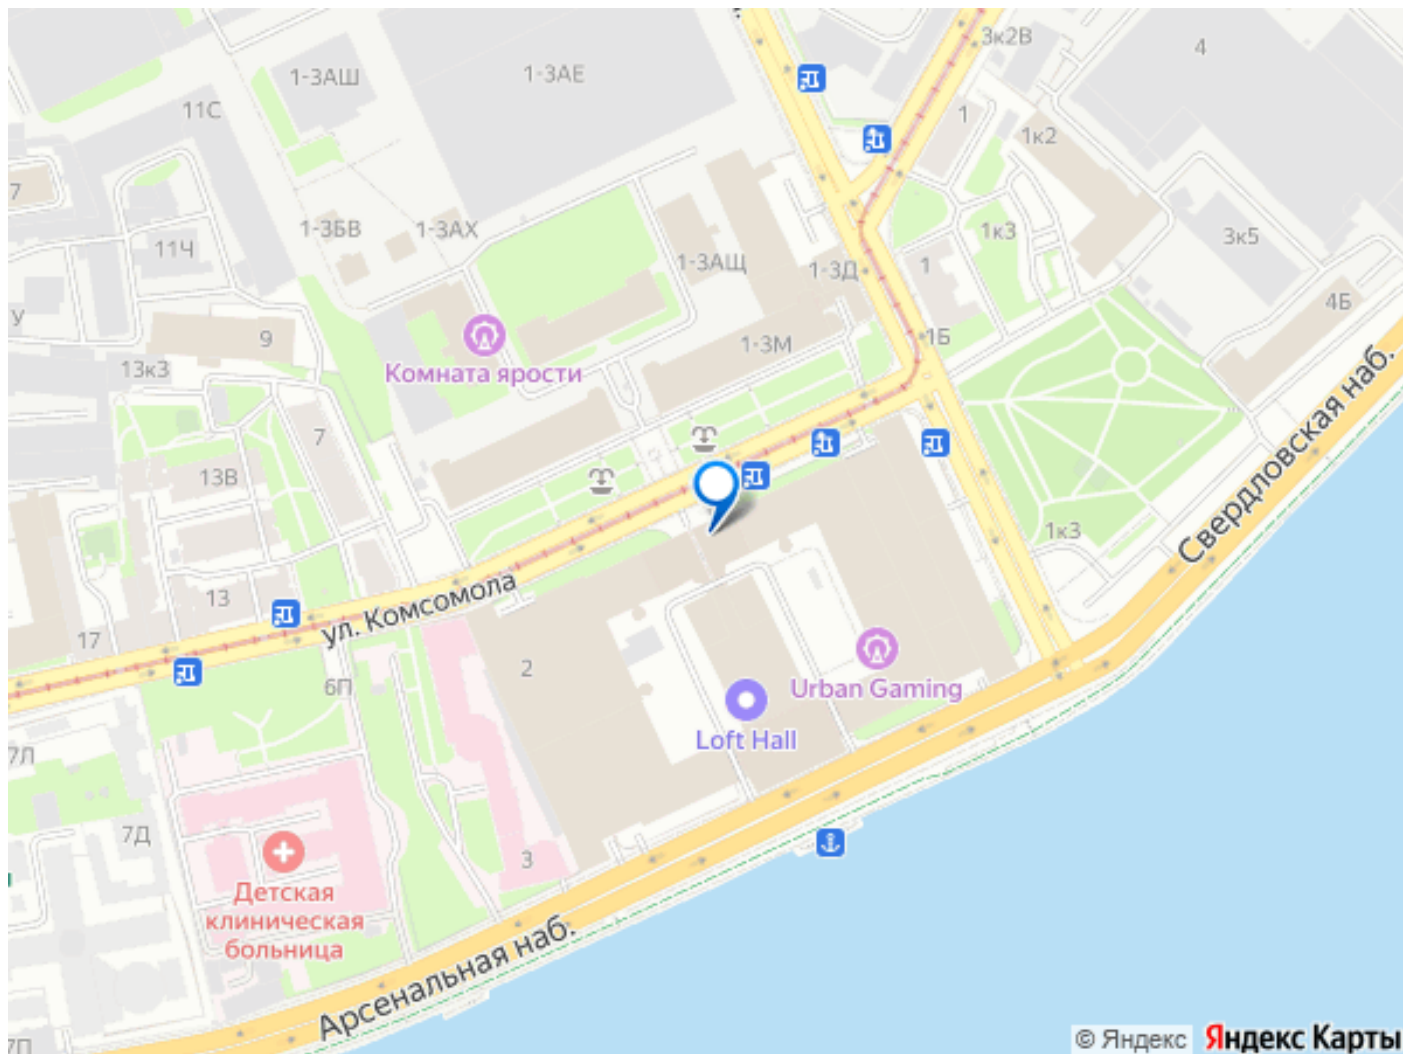 3к2В
4
1-3АШ
1-3АЕ
11С
1
1к2
7
1-3БВ
1-3АХ
11Ч
1-3АЩ
1-3Д
1к3
3к5
1
4Б
У
9
1Б
1-3М
13к3
Комната ярости
7
13В
Свердловская наб.
1к3
13
ул. Комсомола
17
2
6П
Urban Gaming
Loft Hall
7Л
7Д
3
Детская
клиническая
больница
Арсенальная наб.
7П
© Яндекс
Яндекс Карты